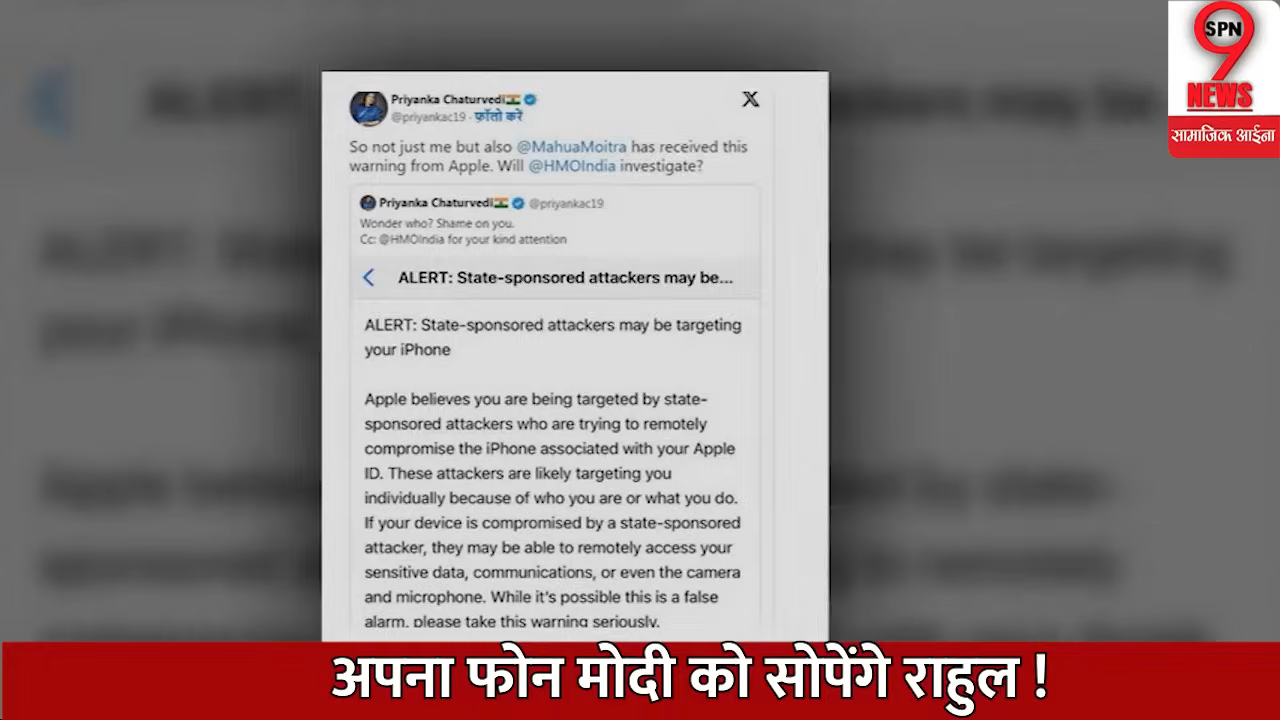 SPN
9
NEWS
सामाजिक आईना
Priyanka Chaturvedi🇮🇳
@priyankac19 · फ़ॉलो करें
X
So not just me but also @MahuaMoitra has received this
warning from Apple. Will @HMOIndia investigate?
Priyanka Chaturvedi🇮🇳 @priyankac19
Wonder who? Shame on you.
Cc: @HMOIndia for your kind attention
ALERT: State-sponsored attackers may be...
ALERT: State-sponsored attackers may be targeting
your iPhone
Apple believes you are being targeted by state-
sponsored attackers who are trying to remotely
compromise the iPhone associated with your Apple
ID. These attackers are likely targeting you
individually because of who you are or what you do.
If your device is compromised by a state-sponsored
attacker, they may be able to remotely access your
sensitive data, communications, or even the camera
and microphone. While it's possible this is a false
alarm, please take this warning seriously.
अपना फोन मोदी को सोपेंगे राहुल !